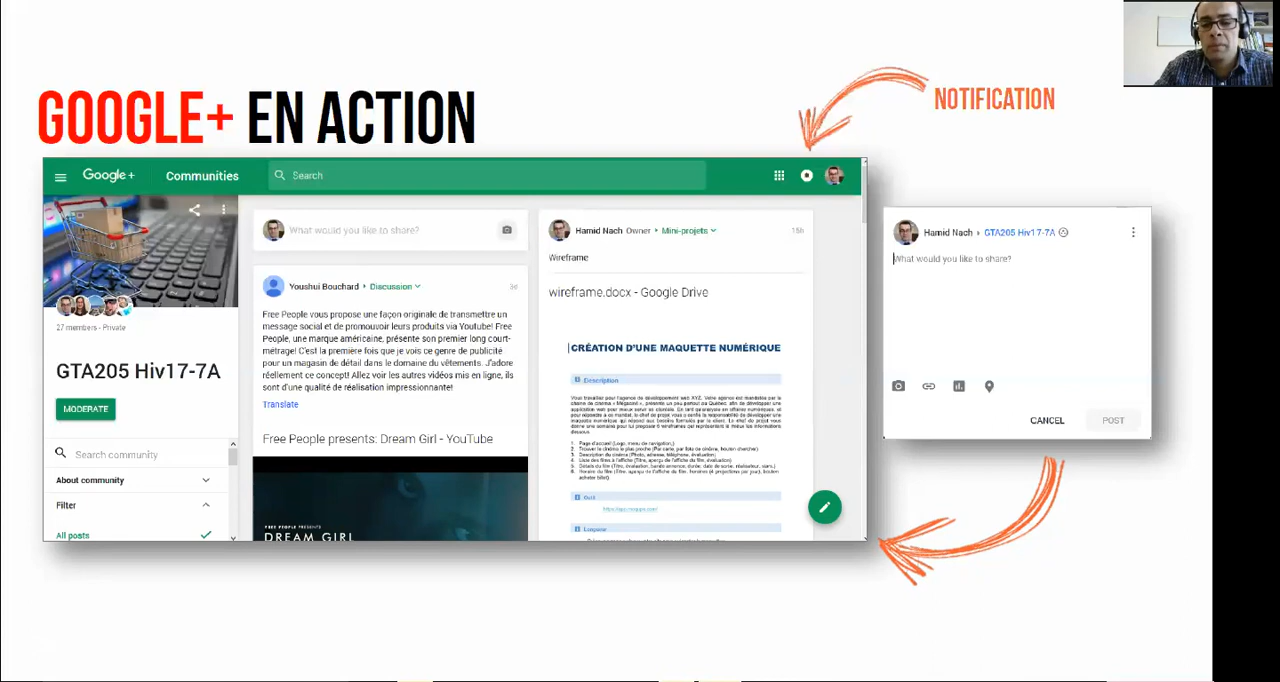 GOOGLE+ EN ACTION
NOTIFICATION
Google+
Communities
Search
27 members - Private
GTA205 Hiv17-7A
MODERATE
Search community
About community
Filter
All posts
What would you like to share?
Youshui Bouchard
Discussion
3d
Free People vous propose une façon originale de transmettre un
message social et de promouvoir leurs produits via Youtube! Free
People, une marque américaine, présente son premier long court-
métrage! C'est la première fois que je vois ce genre de publicité
pour un magasin de détail dans le domaine du vêtements. J'adore
réellement ce concept! Allez voir les autres vidéos mis en ligne, ils
sont d'une qualité de réalisation impressionnante!
Translate
Free People presents: Dream Girl - YouTube
FREE PEOPLE PRESENTS
DREAM GIRL
Hamid Nach Owner
Mini-projets
15h
Wireframe
wireframe.docx - Google Drive
CRÉATION D'UNE MAQUETTE NUMÉRIQUE
Description
Outil
Hamid Nach
GTA205 Hiv17-7A
What would you like to share?
CANCEL
POST